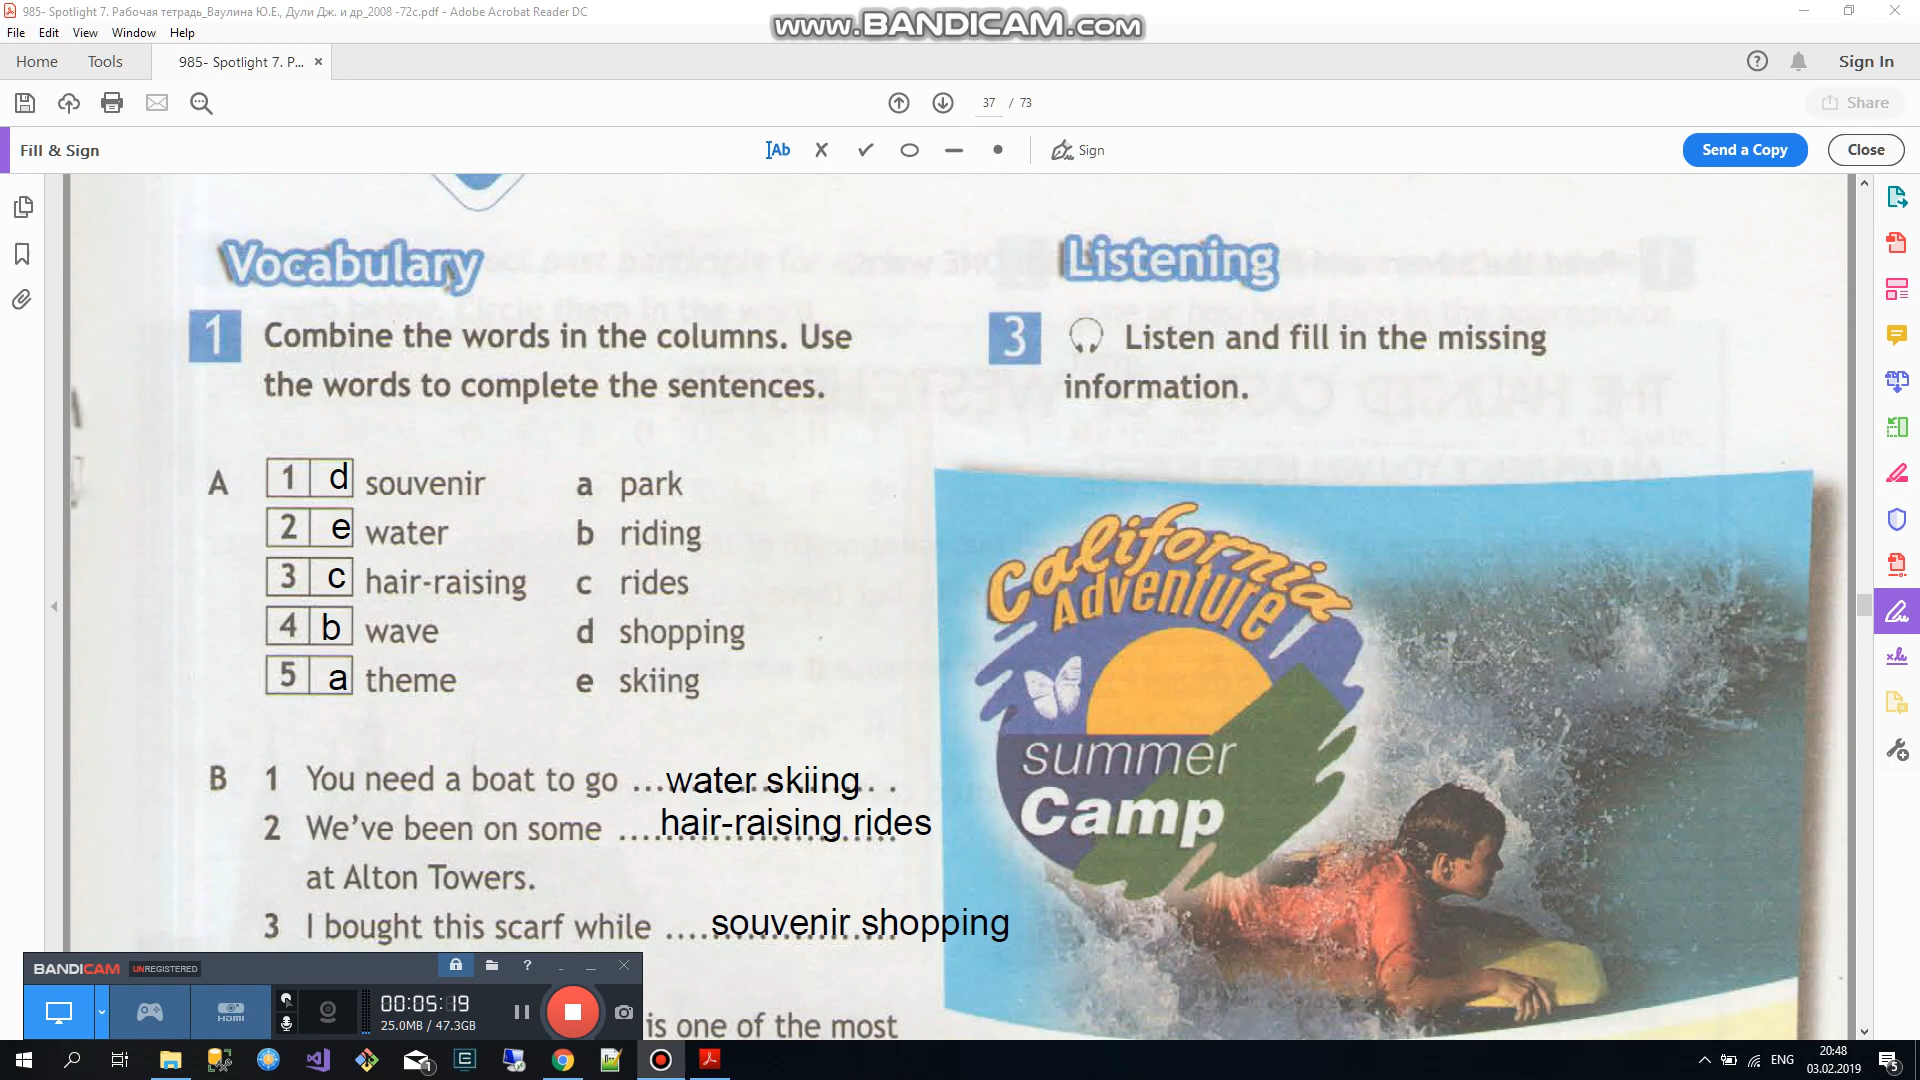 985- Spotlight 7. Рабочая тетрадь_Ваулина Ю.Е., Дули Дж. и др_2008 -72с.pdf - Adobe Acrobat Reader DC
www.BANDICAM.com
File Edit View Window Help
Home Tools 985- Spotlight 7. P... × Sign In
37 / 73 Share
Fill & Sign Ab Sign Send a Copy Close
Vocabulary
1 Combine the words in the columns. Use
the words to complete the sentences.
A 1 d souvenir a park
2 e water b riding
3 c hair-raising c rides
4 b wave d shopping
5 a theme e skiing
B 1 You need a boat to go ...water skiing.. .
2 We've been on some ....hair-raising rides
at Alton Towers.
3 I bought this scarf while ....souvenir shopping
is one of the most
Listening
3 Listen and fill in the missing
information.
California
Adventure
summer
Camp
BANDICAM UNREGISTERED
HDMI
00:05:19
25.0MB / 47.3GB
ENG
20:48
03.02.2019